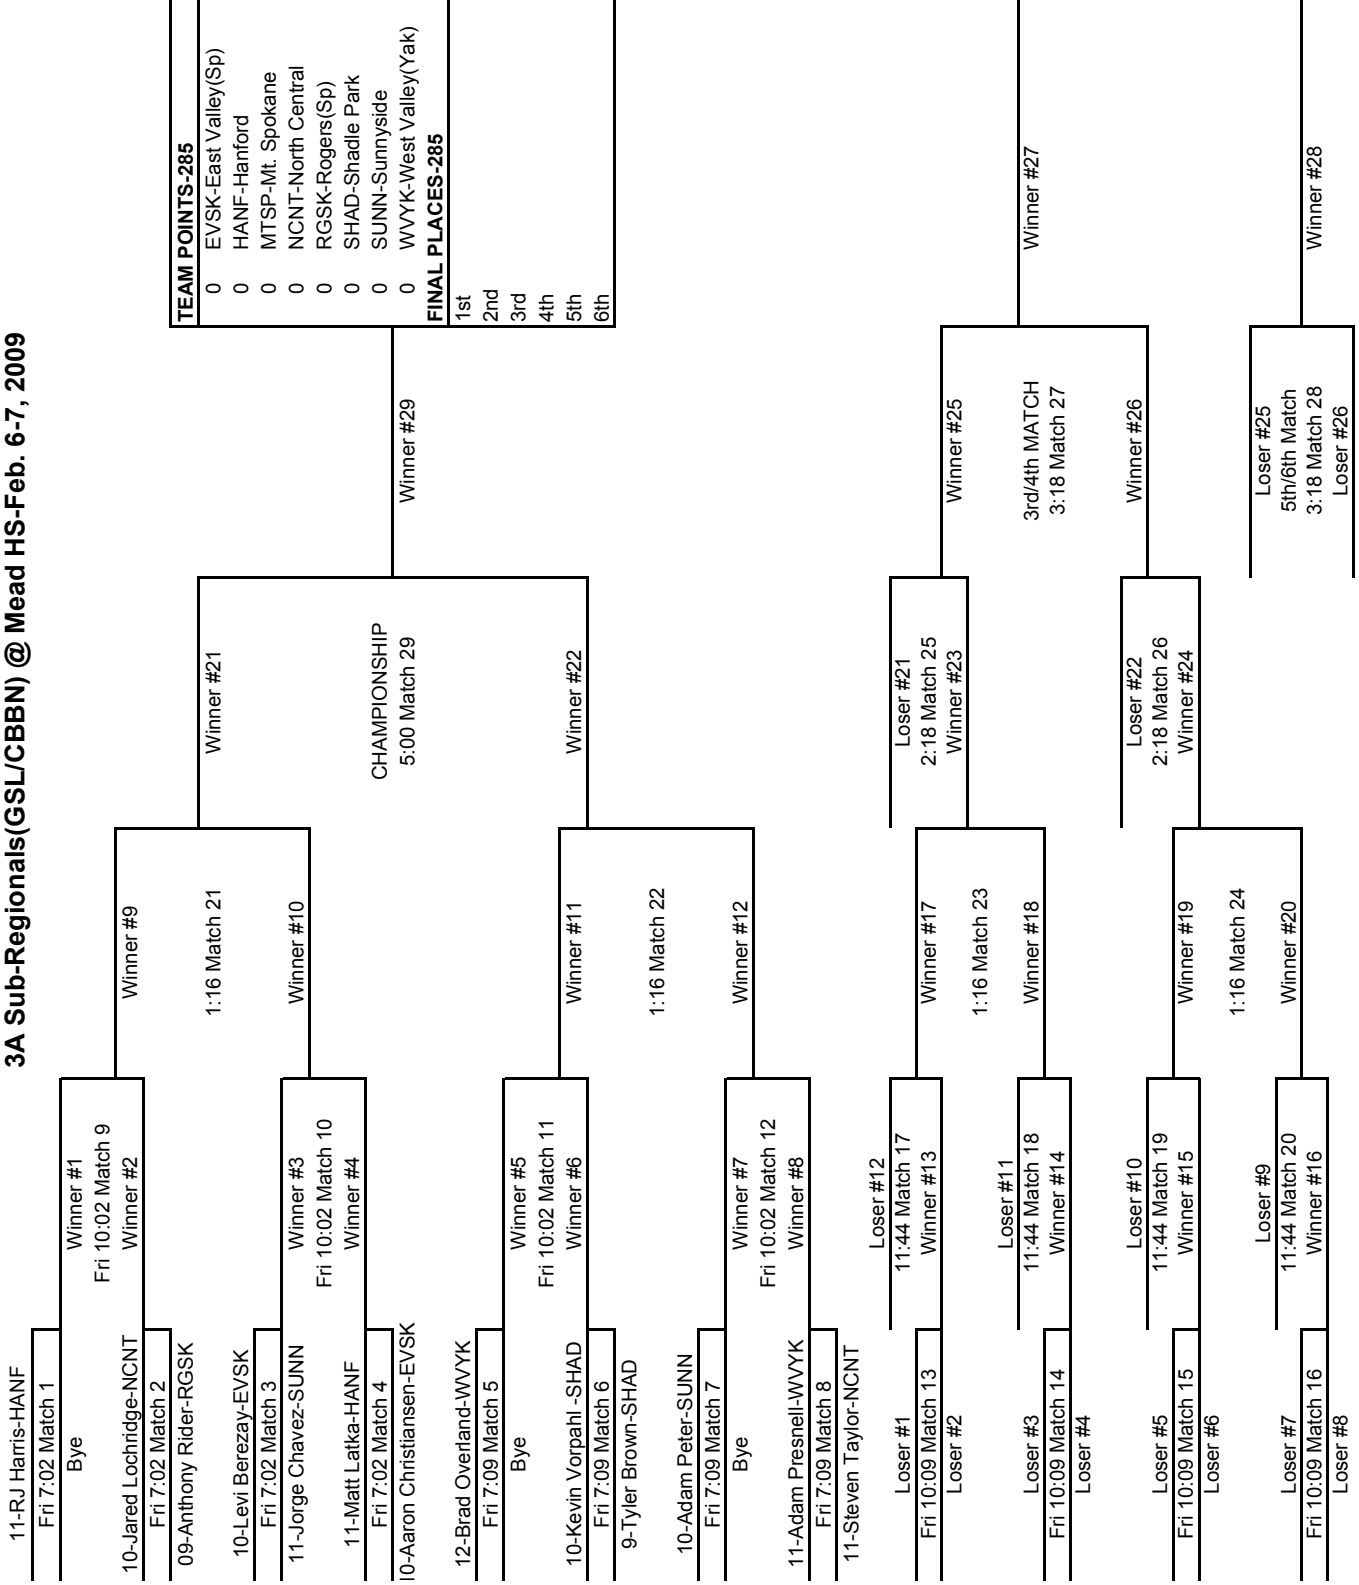 3A Sub-Regionals(GSL/CBBN) @ Mead HS-Feb. 6-7, 2009
11-RJ Harris-HANF
Fri 7:02 Match 1
Bye
10-Jared Lochridge-NCNT
Fri 7:02 Match 2
09-Anthony Rider-RGSK
10-Levi Berezay-EVSK
Fri 7:02 Match 3
11-Jorge Chavez-SUNN
11-Matt Latka-HANF
Fri 7:02 Match 4
10-Aaron Christiansen-EVSK
12-Brad Overland-WVYK
Fri 7:09 Match 5
Bye
10-Kevin Vorpahl -SHAD
Fri 7:09 Match 6
9-Tyler Brown-SHAD
10-Adam Peter-SUNN
Fri 7:09 Match 7
Bye
11-Adam Presnell-WVYK
Fri 7:09 Match 8
11-Steven Taylor-NCNT
Loser #1
Fri 10:09 Match 13
Loser #2
Loser #3
Fri 10:09 Match 14
Loser #4
Loser #5
Fri 10:09 Match 15
Loser #6
Loser #7
Fri 10:09 Match 16
Loser #8
Winner #1
Fri 10:02 Match 9
Winner #2
Winner #3
Fri 10:02 Match 10
Winner #4
Winner #5
Fri 10:02 Match 11
Winner #6
Winner #7
Fri 10:02 Match 12
Winner #8
Loser #12
11:44 Match 17
Winner #13
Loser #11
11:44 Match 18
Winner #14
Loser #10
11:44 Match 19
Winner #15
Loser #9
11:44 Match 20
Winner #16
Winner #9
1:16 Match 21
Winner #10
Winner #11
1:16 Match 22
Winner #12
Winner #17
1:16 Match 23
Winner #18
Winner #19
1:16 Match 24
Winner #20
Winner #21
CHAMPIONSHIP
5:00 Match 29
Winner #22
Loser #21
2:18 Match 25
Winner #23
Loser #22
2:18 Match 26
Winner #24
Winner #29
Winner #25
3rd/4th MATCH
3:18 Match 27
Winner #26
Loser #25
5th/6th Match
3:18 Match 28
Loser #26
TEAM POINTS-285
0 EVSK-East Valley(Sp)
0 HANF-Hanford
0 MTSP-Mt. Spokane
0 NCNT-North Central
0 RGSK-Rogers(Sp)
0 SHAD-Shadle Park
0 SUNN-Sunnyside
0 WVYK-West Valley(Yak)
FINAL PLACES-285
1st
2nd
3rd
4th
5th
6th
Winner #27
Winner #28